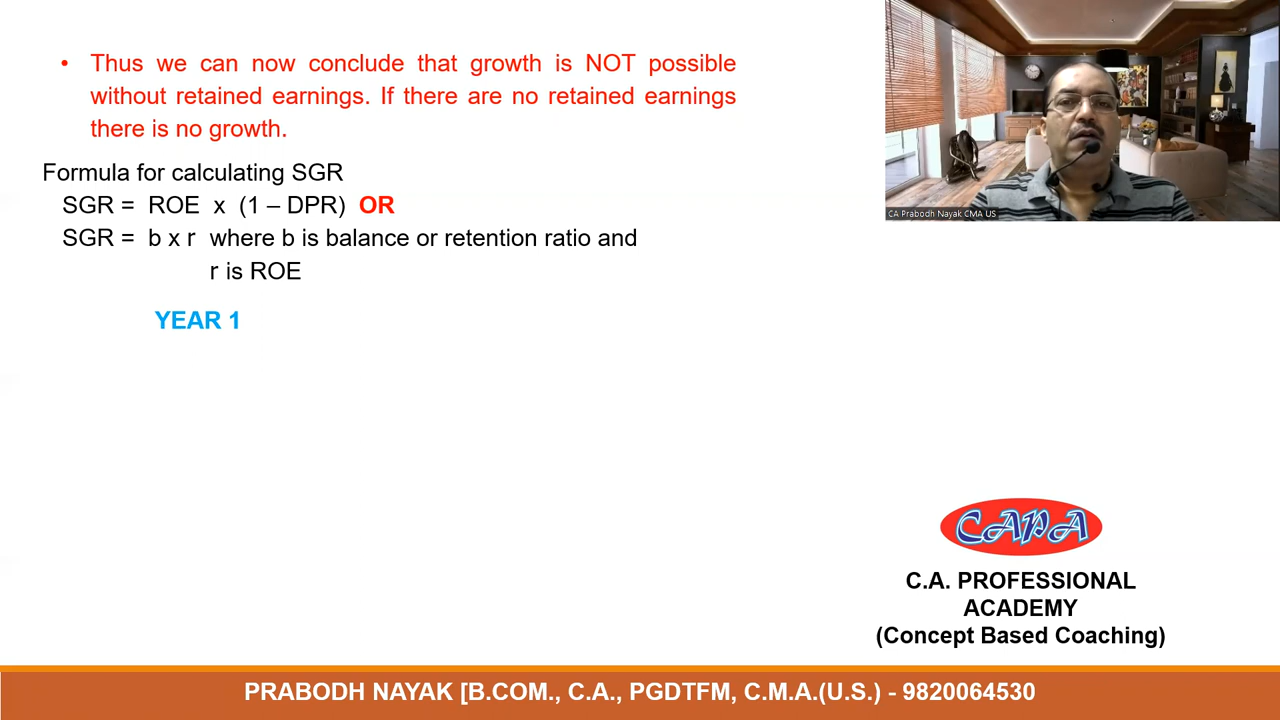 • Thus we can now conclude that growth is NOT possible
without retained earnings. If there are no retained earnings
there is no growth.
Formula for calculating SGR
SGR = ROE x (1 – DPR) OR
SGR = b x r where b is balance or retention ratio and
r is ROE
YEAR 1
CA Prabodh Nayak CMA US
CAPA
C.A. PROFESSIONAL
ACADEMY
(Concept Based Coaching)
PRABODH NAYAK [B.COM., C.A., PGDTFM, C.M.A.(U.S.) - 9820064530